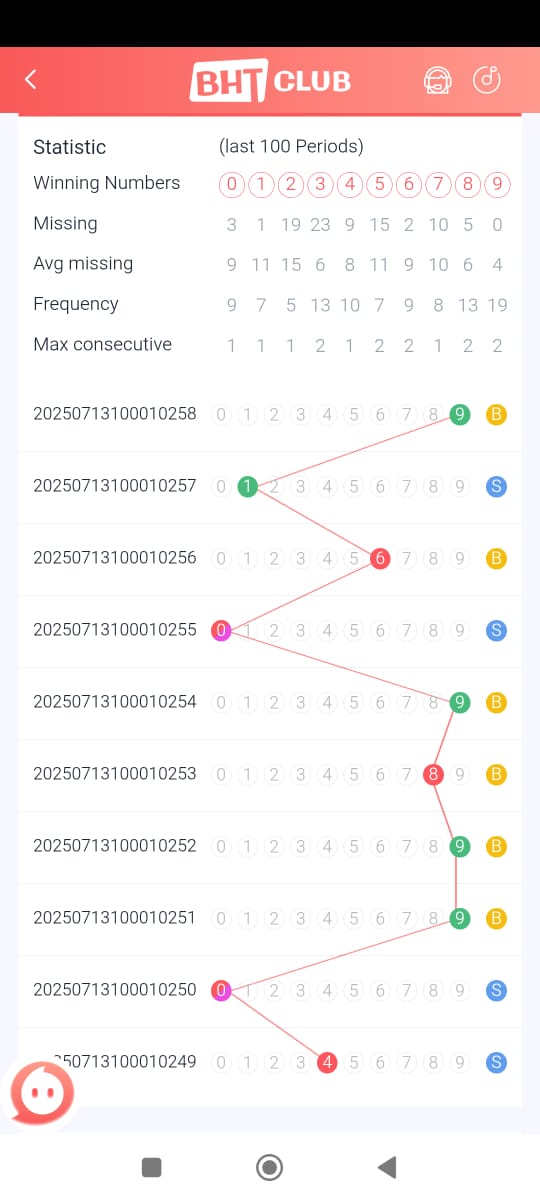 BHT CLUB
Statistic (last 100 Periods)
Winning Numbers 0 1 2 3 4 5 6 7 8 9
Missing 3 1 19 23 9 15 2 10 5 0
Avg missing 9 11 15 6 8 11 9 10 6 4
Frequency 9 7 5 13 10 7 9 8 13 19
Max consecutive 1 1 1 2 1 2 2 1 2 2
20250713100010258 0 1 2 3 4 5 6 7 8 9 B
20250713100010257 0 1 2 3 4 5 6 7 8 9 S
20250713100010256 0 1 2 3 4 5 6 7 8 9 B
20250713100010255 0 1 2 3 4 5 6 7 8 9 S
20250713100010254 0 1 2 3 4 5 6 7 8 9 B
20250713100010253 0 1 2 3 4 5 6 7 8 9 B
20250713100010252 0 1 2 3 4 5 6 7 8 9 B
20250713100010251 0 1 2 3 4 5 6 7 8 9 B
20250713100010250 0 1 2 3 4 5 6 7 8 9 S
250713100010249 0 1 2 3 4 5 6 7 8 9 S